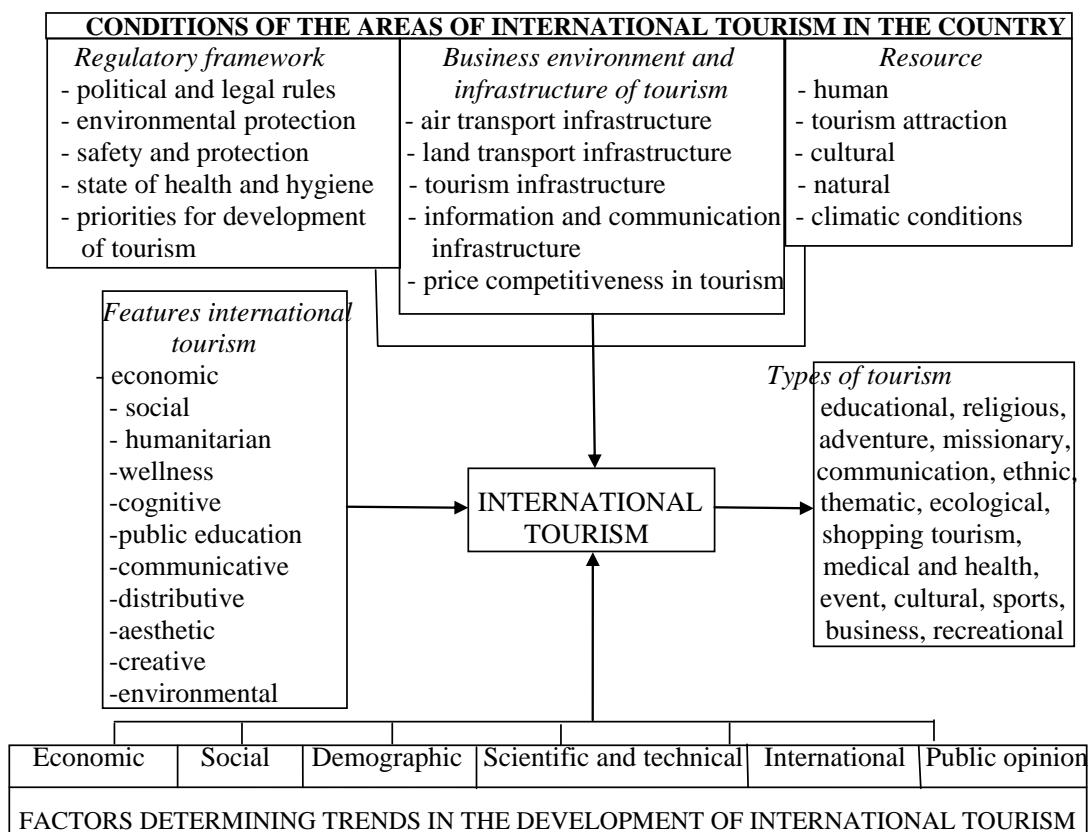 CONDITIONS OF THE AREAS OF INTERNATIONAL TOURISM IN THE COUNTRY
Regulatory framework
- political and legal rules
- environmental protection
- safety and protection
- state of health and hygiene
- priorities for development
of tourism
Business environment and
infrastructure of tourism
- air transport infrastructure
- land transport infrastructure
- tourism infrastructure
- information and communication
infrastructure
- price competitiveness in tourism
Resource
- human
- tourism attraction
- cultural
- natural
- climatic conditions
Features international
tourism
- economic
- social
- humanitarian
-wellness
-cognitive
-public education
-communicative
-distributive
-aesthetic
-creative
-environmental
INTERNATIONAL
TOURISM
Types of tourism
educational, religious,
adventure, missionary,
communication, ethnic,
thematic, ecological,
shopping tourism,
medical and health,
event, cultural, sports,
business, recreational
Economic
Social
Demographic
Scientific and technical
International
Public opinion
FACTORS DETERMINING TRENDS IN THE DEVELOPMENT OF INTERNATIONAL TOURISM